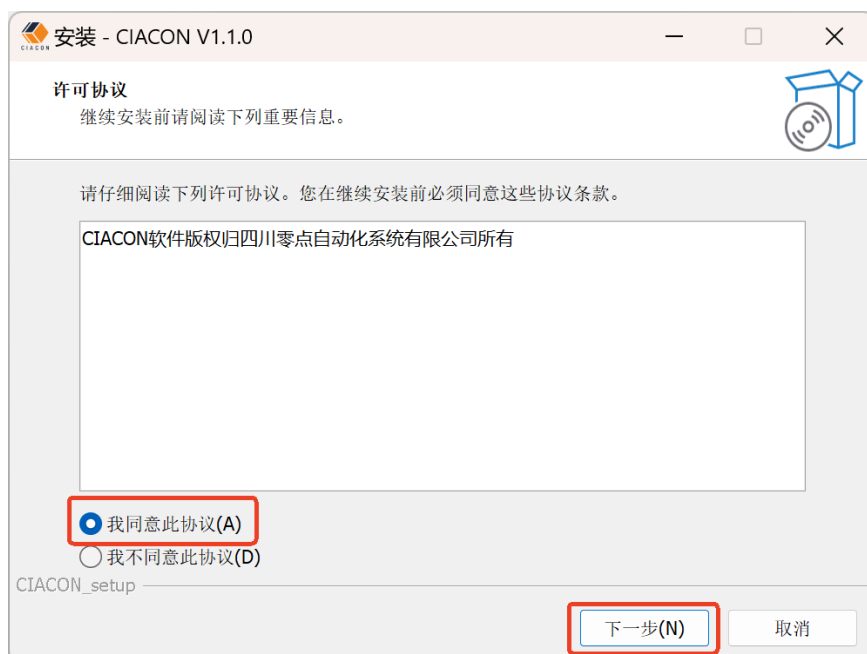 CIACON
安装 - CIACON V1.1.0
许可协议
继续安装前请阅读下列重要信息。
请仔细阅读下列许可协议。您在继续安装前必须同意这些协议条款。
CIACON软件版权归四川零点自动化系统有限公司所有
我同意此协议(A)
我不同意此协议(D)
CIACON_setup
下一步(N)
取消